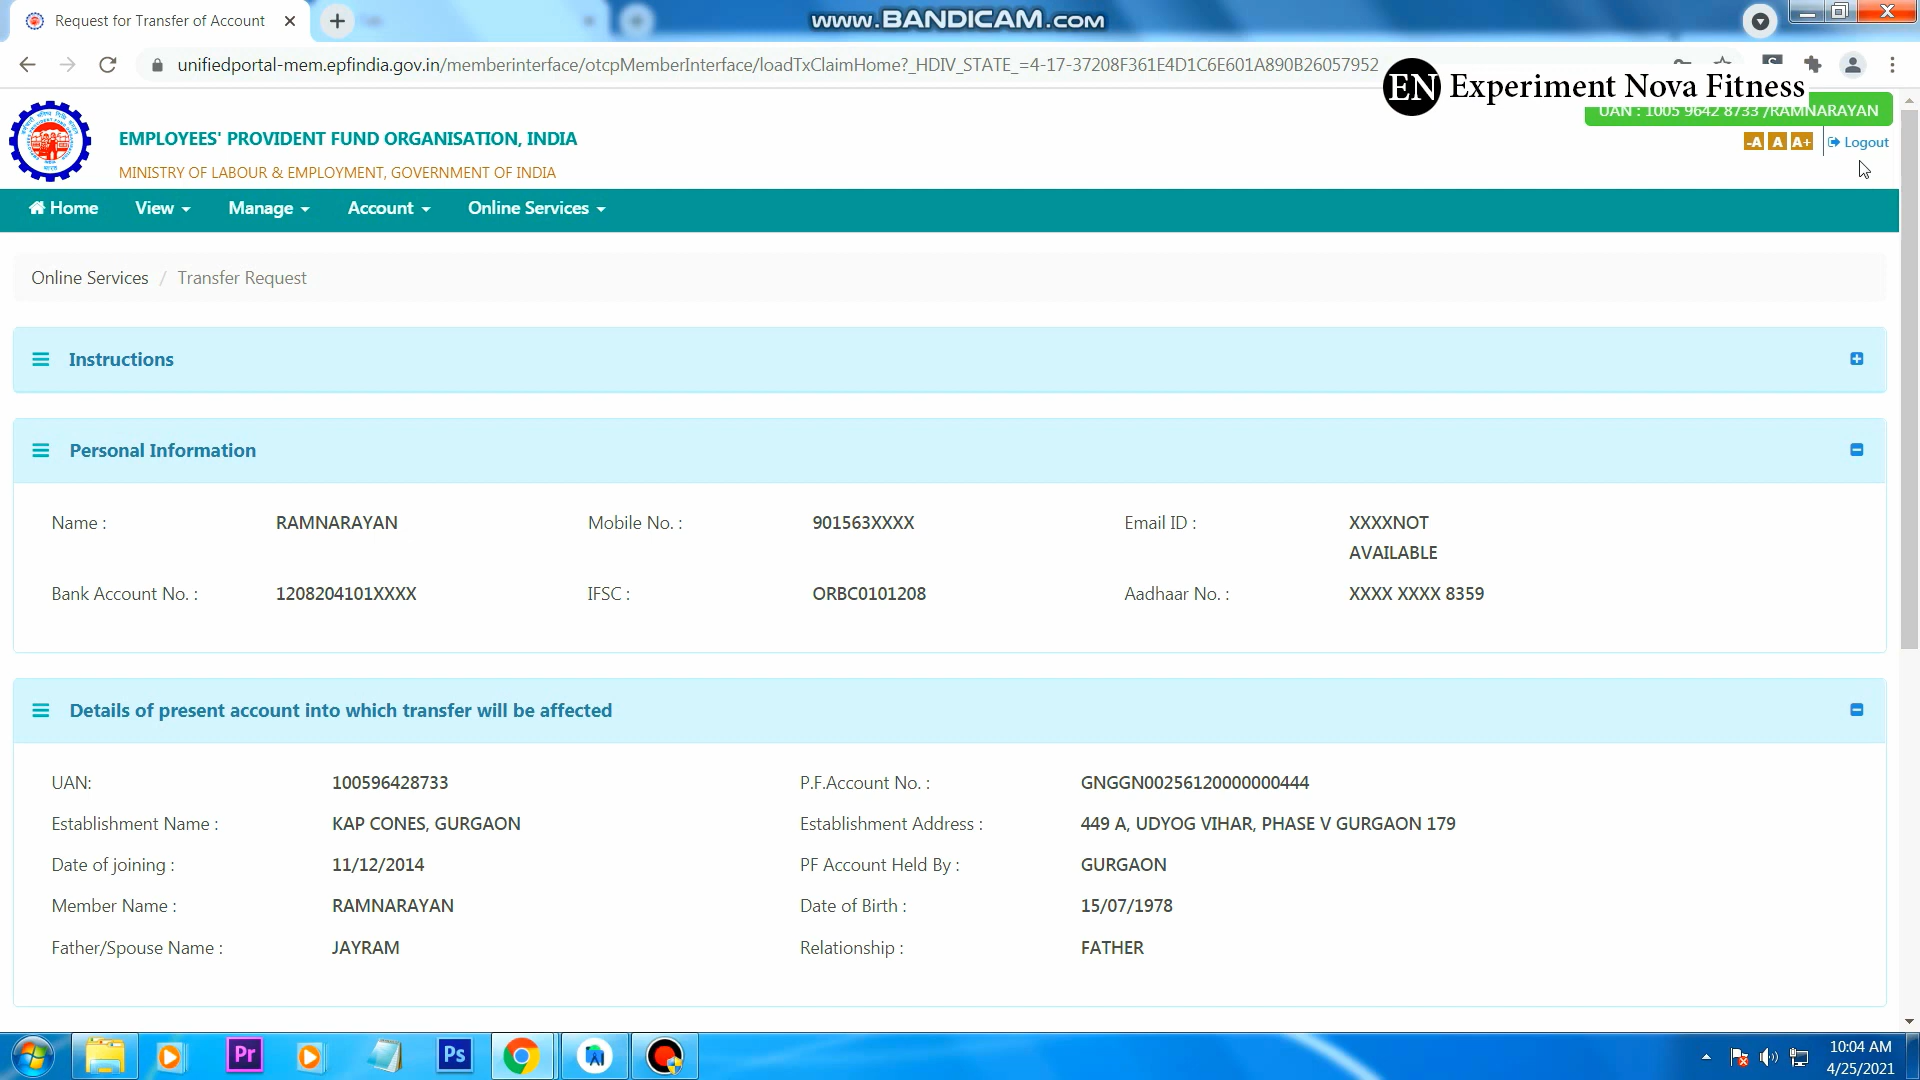 Request for Transfer of Account
www.BANDICAM.com
unifiedportal-mem.epfindia.gov.in/memberinterface/otcpMemberInterface/loadTxClaimHome?_HDIV_STATE_=4-17-37208F361E4D1C6E601A890B26057952
EN Experiment Nova Fitness
UAN : 1005 9642 8733 /RAMNARAYAN
EMPLOYEES' PROVIDENT FUND ORGANISATION, INDIA
-A A A+ Logout
MINISTRY OF LABOUR & EMPLOYMENT, GOVERNMENT OF INDIA
Home View Manage Account Online Services
Online Services / Transfer Request
Instructions
Personal Information
Name : RAMNARAYAN Mobile No. : 901563XXXX Email ID : XXXXNOT
AVAILABLE
Bank Account No. : 1208204101XXXX IFSC : ORBC0101208 Aadhaar No. : XXXX XXXX 8359
Details of present account into which transfer will be affected
UAN: 100596428733 P.F.Account No. : GNGGN00256120000000444
Establishment Name : KAP CONES, GURGAON Establishment Address : 449 A, UDYOG VIHAR, PHASE V GURGAON 179
Date of joining : 11/12/2014 PF Account Held By : GURGAON
Member Name : RAMNARAYAN Date of Birth : 15/07/1978
Father/Spouse Name : JAYRAM Relationship : FATHER
Pr Ps
10:04 AM
4/25/2021